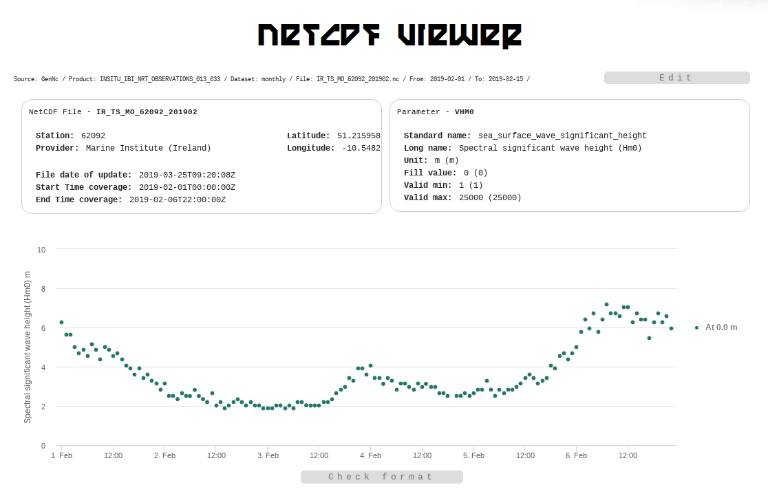 NETCDF VIEWER
Source: GenNc / Product: INSITU_IBI_NRT_OBSERVATIONS_013_033 / Dataset: monthly / File: IR_TS_MO_62092_201902.nc / From: 2019-02-01 / To: 2019-02-15 /
Edit
NetCDF File - IR_TS_MO_62092_201902
Station: 62092
Latitude: 51.215958
Provider: Marine Institute (Ireland)
Longitude: -10.5482
File date of update: 2019-03-25T09:20:08Z
Start Time coverage: 2019-02-01T00:00:00Z
End Time coverage: 2019-02-06T22:00:00Z
Parameter - VHM0
Standard name: sea_surface_wave_significant_height
Long name: Spectral significant wave height (Hm0)
Unit: m (m)
Fill value: 0 (0)
Valid min: 1 (1)
Valid max: 25000 (25000)
Spectral significant wave height (Hm0) m
10
8
6
4
2
0
1. Feb
12:00
2. Feb
12:00
3. Feb
12:00
4. Feb
12:00
5. Feb
12:00
6. Feb
12:00
At 0.0 m
Check format